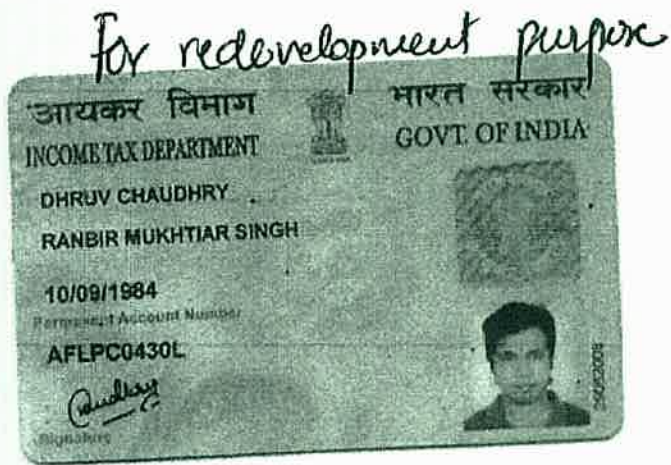 For redevelopment purpose
आयकर विभाग
INCOME TAX DEPARTMENT
भारत सरकार
GOVT. OF INDIA
DHRUV CHAUDHRY
RANBIR MUKHTIAR SINGH
10/09/1984
Permanent Account Number
AFLPC0430L
Chaudhry
Signature